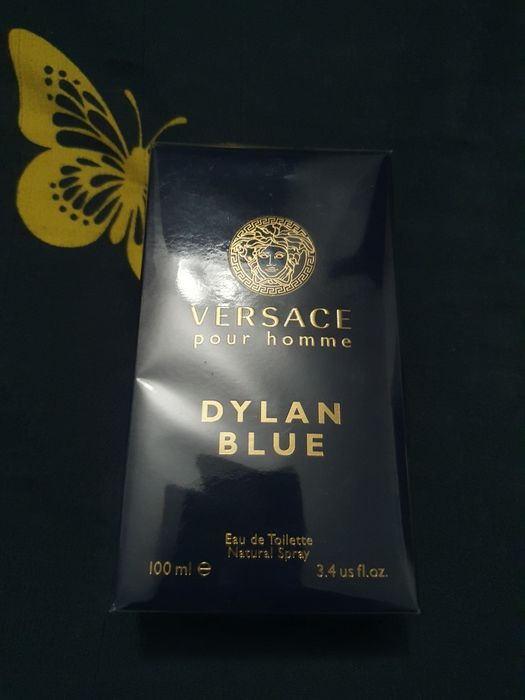 VERSACE
pour homme
DYLAN
BLUE
Eau de Toilette
Natural Spray
100 ml ℮ 3.4 us fl.oz.